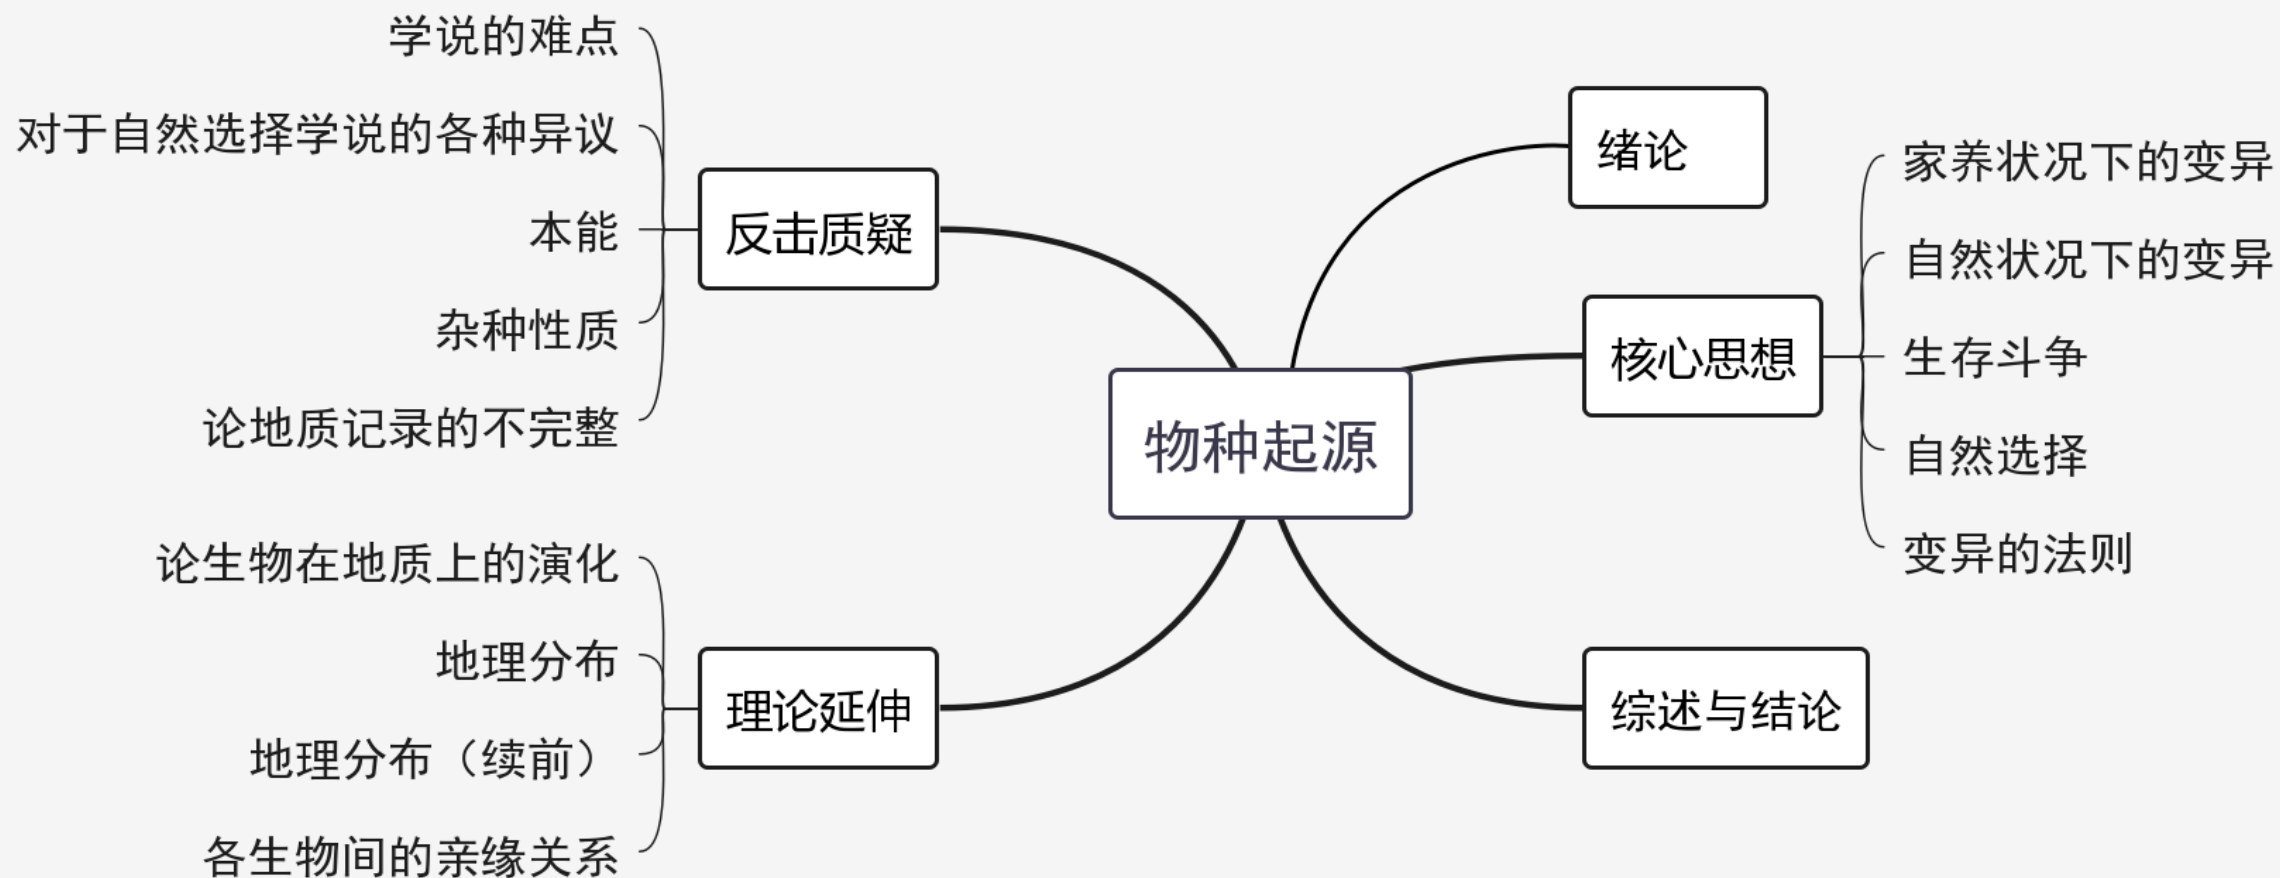 物种起源
绪论
核心思想
家养状况下的变异
自然状况下的变异
生存斗争
自然选择
变异的法则
综述与结论
反击质疑
学说的难点
对于自然选择学说的各种异议
本能
杂种性质
论地质记录的不完整
理论延伸
论生物在地质上的演化
地理分布
地理分布（续前）
各生物间的亲缘关系